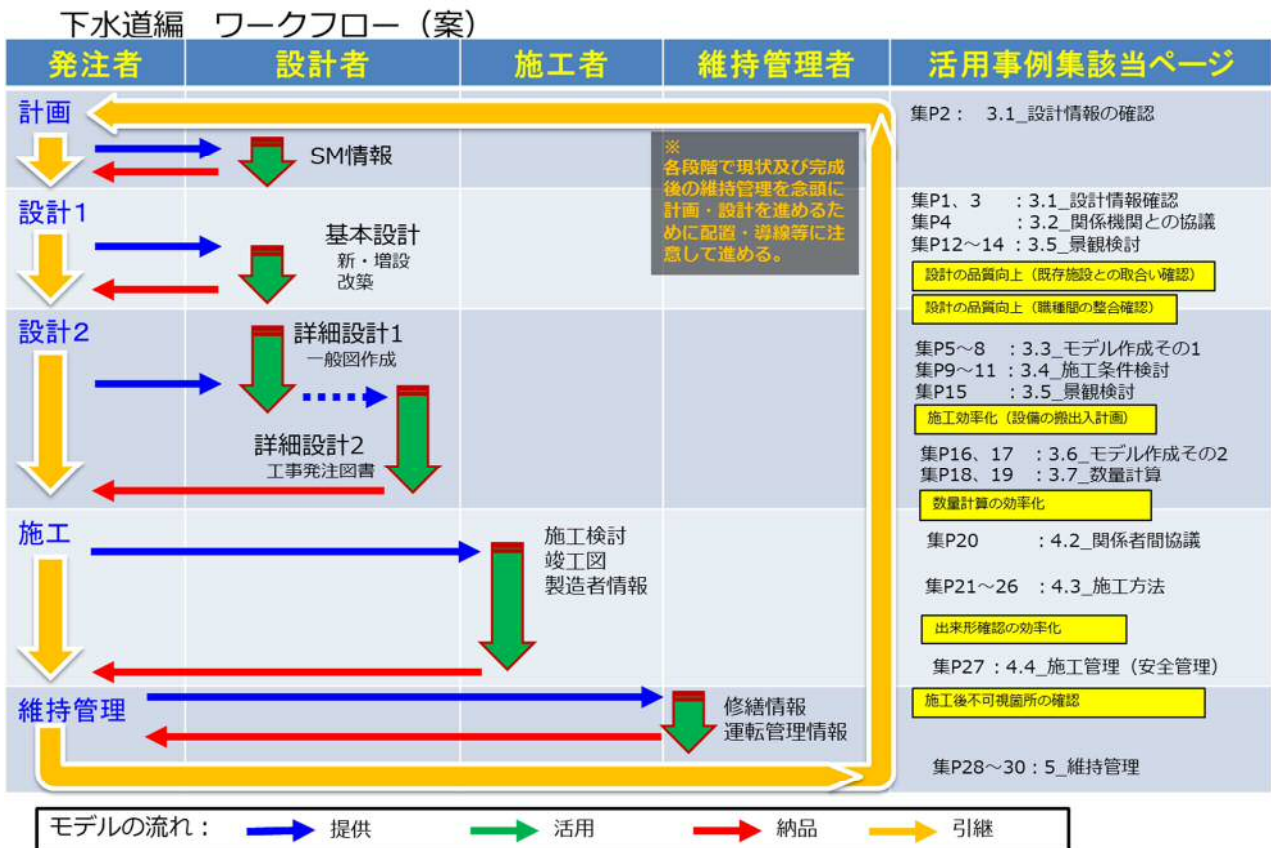 下水道編　ワークフロー（案）
発注者　設計者　施工者　維持管理者　活用事例集該当ページ
計画
SM情報
※
各段階で現状及び完成
後の維持管理を念頭に
計画・設計を進めるた
めに配置・導線等に注
意して進める。
集P2： 3.1_設計情報の確認
設計1
基本設計
新・増設
改築
集P1、3 ：3.1_設計情報確認
集P4 ：3.2_関係機関との協議
集P12～14：3.5_景観検討
設計の品質向上（既存施設との取合い確認）
設計の品質向上（職種間の整合確認）
設計2
詳細設計1
一般図作成
詳細設計2
工事発注図書
集P5～8 ：3.3_モデル作成その1
集P9～11 ：3.4_施工条件検討
集P15 ：3.5_景観検討
施工効率化（設備の搬出入計画）
集P16、17 ：3.6_モデル作成その2
集P18、19 ：3.7_数量計算
数量計算の効率化
施工
施工検討
竣工図
製造者情報
集P20 ：4.2_関係者間協議
集P21～26 ：4.3_施工方法
出来形確認の効率化
集P27：4.4_施工管理（安全管理）
維持管理
修繕情報
運転管理情報
施工後不可視箇所の確認
集P28～30：5_維持管理
モデルの流れ：　提供　活用　納品　引継